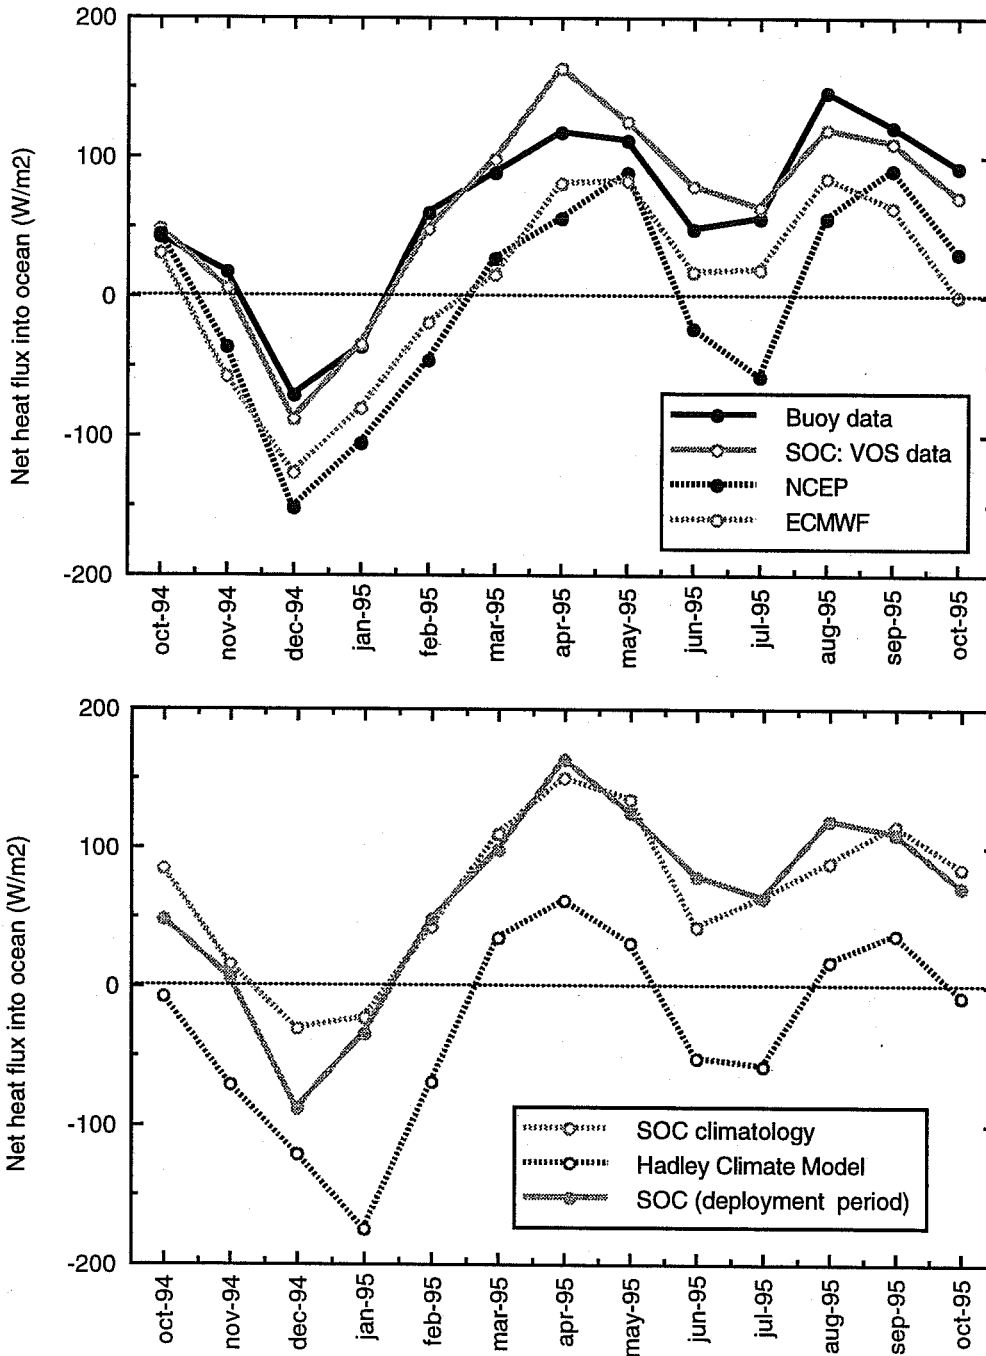 200
100
0
-100
-200
Net heat flux into ocean (W/m2)
Buoy data
SOC: VOS data
NCEP
ECMWF
oct-94
nov-94
dec-94
jan-95
feb-95
mar-95
apr-95
may-95
jun-95
jul-95
aug-95
sep-95
oct-95
200
100
0
-100
-200
Net heat flux into ocean (W/m2)
SOC climatology
Hadley Climate Model
SOC (deployment period)
oct-94
nov-94
dec-94
jan-95
feb-95
mar-95
apr-95
may-95
jun-95
jul-95
aug-95
sep-95
oct-95